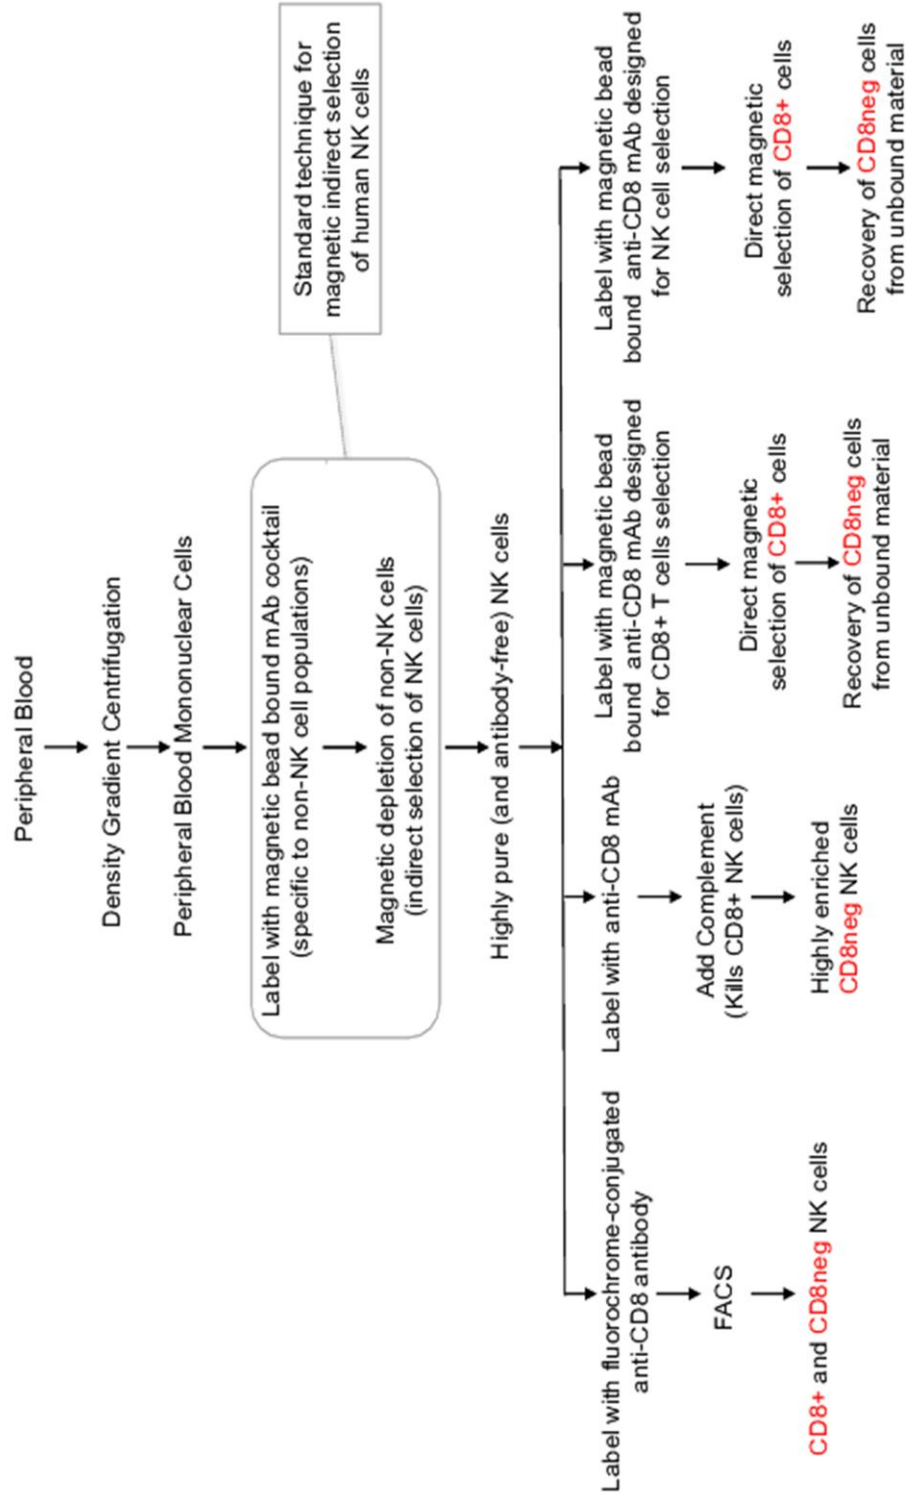 Peripheral Blood
Density Gradient Centrifugation
Peripheral Blood Mononuclear Cells
Label with magnetic bead bound mAb cocktail
(specific to non-NK cell populations)
Magnetic depletion of non-NK cells
(indirect selection of NK cells)
Standard technique for
magnetic indirect selection
of human NK cells
Highly pure (and antibody-free) NK cells
Label with fluorochrome-conjugated
anti-CD8 antibody
FACS
CD8+ and CD8neg NK cells
Label with anti-CD8 mAb
Add Complement
(Kills CD8+ NK cells)
Highly enriched
CD8neg NK cells
Label with magnetic bead
bound anti-CD8 mAb designed
for CD8+ T cells selection
Direct magnetic
selection of CD8+ cells
Recovery of CD8neg cells
from unbound material
Label with magnetic bead
bound anti-CD8 mAb designed
for NK cell selection
Direct magnetic
selection of CD8+ cells
Recovery of CD8neg cells
from unbound material